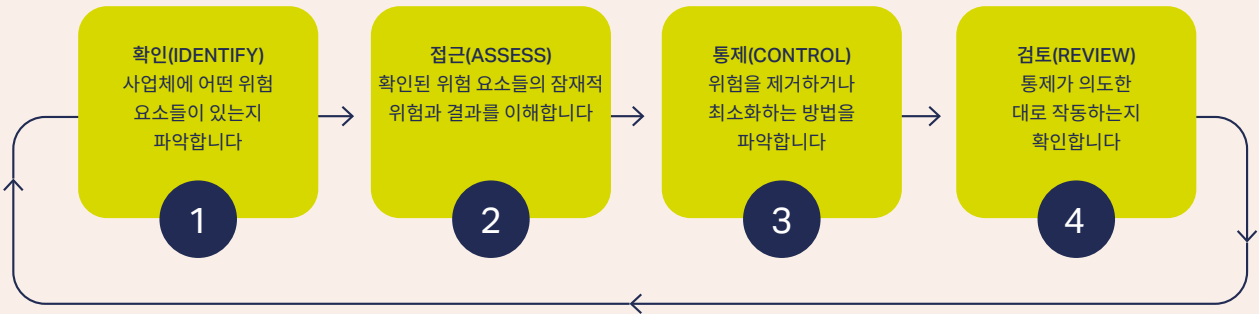 확인(IDENTIFY)
사업체에 어떤 위험
요소들이 있는지
파악합니다
1
접근(ASSESS)
확인된 위험 요소들의 잠재적
위험과 결과를 이해합니다
2
통제(CONTROL)
위험을 제거하거나
최소화하는 방법을
파악합니다
3
검토(REVIEW)
통제가 의도한
대로 작동하는지
확인합니다
4